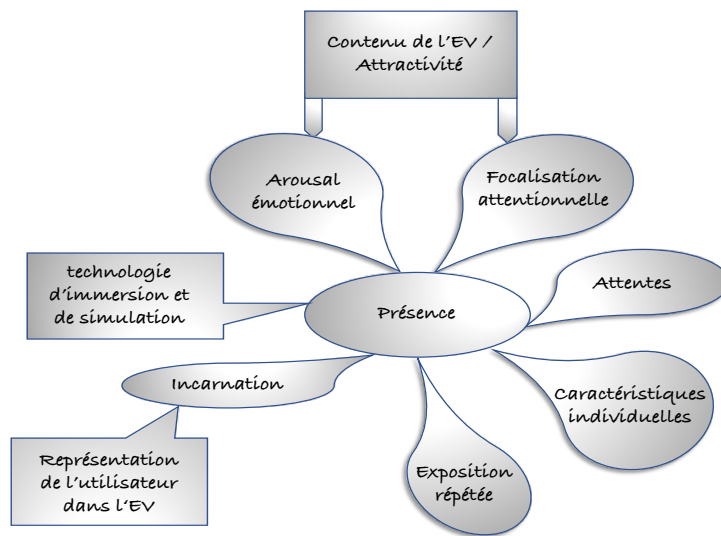 Contenu de l'EV /
Attractivité
Arousal
émotionnel
Focalisation
attentionnelle
technologie
d'immersion et
de simulation
Présence
Attentes
Incarnation
Caractéristiques
individuelles
Représentation
de l'utilisateur
dans l'EV
Exposition
répétée